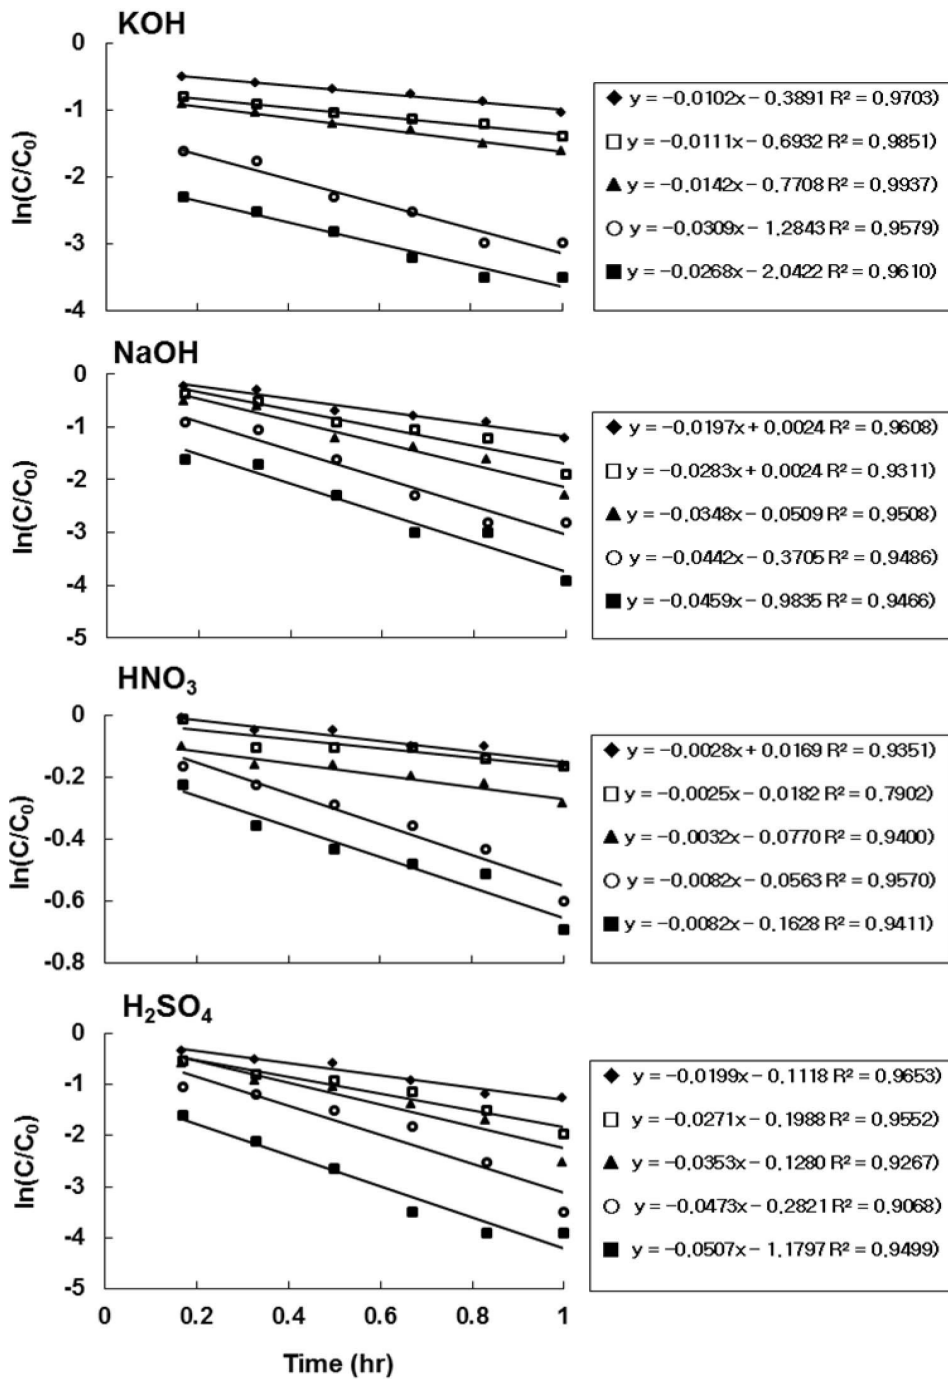 KOH
0
-1
-2
-3
-4
ln(C/C₀)
y = -0.0102x - 0.3891 R² = 0.9703)
y = -0.0111x - 0.6932 R² = 0.9851)
y = -0.0142x - 0.7708 R² = 0.9937)
y = -0.0309x - 1.2843 R² = 0.9579)
y = -0.0268x - 2.0422 R² = 0.9610)
NaOH
0
-1
-2
-3
-4
-5
ln(C/C₀)
y = -0.0197x + 0.0024 R² = 0.9608)
y = -0.0283x + 0.0024 R² = 0.9311)
y = -0.0348x - 0.0509 R² = 0.9508)
y = -0.0442x - 0.3705 R² = 0.9486)
y = -0.0459x - 0.9835 R² = 0.9466)
HNO₃
0
-0.2
-0.4
-0.6
-0.8
ln(C/C₀)
y = -0.0028x + 0.0169 R² = 0.9351)
y = -0.0025x - 0.0182 R² = 0.7902)
y = -0.0032x - 0.0770 R² = 0.9400)
y = -0.0082x - 0.0563 R² = 0.9570)
y = -0.0082x - 0.1628 R² = 0.9411)
H₂SO₄
0
-1
-2
-3
-4
-5
ln(C/C₀)
y = -0.0199x - 0.1118 R² = 0.9653)
y = -0.0271x - 0.1988 R² = 0.9552)
y = -0.0353x - 0.1280 R² = 0.9267)
y = -0.0473x - 0.2821 R² = 0.9068)
y = -0.0507x - 1.1797 R² = 0.9499)
0 0.2 0.4 0.6 0.8 1
Time (hr)